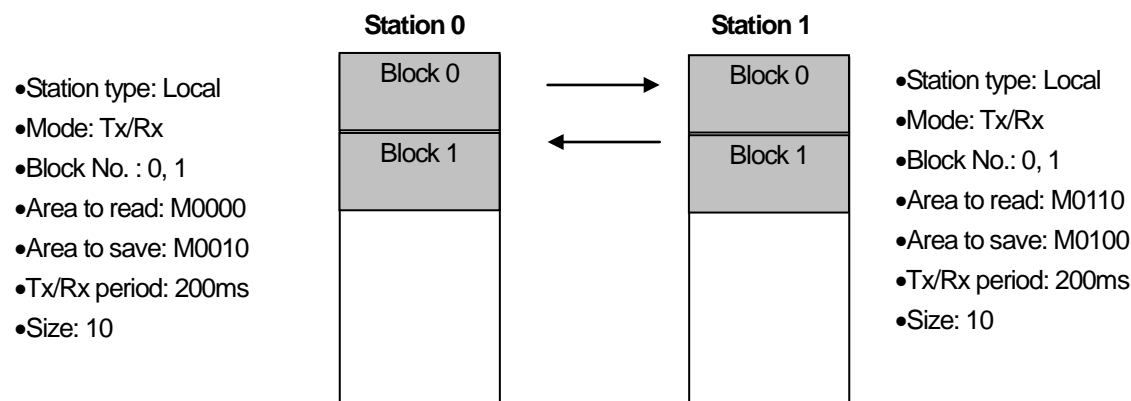 Station 0
Station 1
•Station type: Local
•Mode: Tx/Rx
•Block No. : 0, 1
•Area to read: M0000
•Area to save: M0010
•Tx/Rx period: 200ms
•Size: 10
Block 0
Block 1
Block 0
Block 1
•Station type: Local
•Mode: Tx/Rx
•Block No.: 0, 1
•Area to read: M0110
•Area to save: M0100
•Tx/Rx period: 200ms
•Size: 10